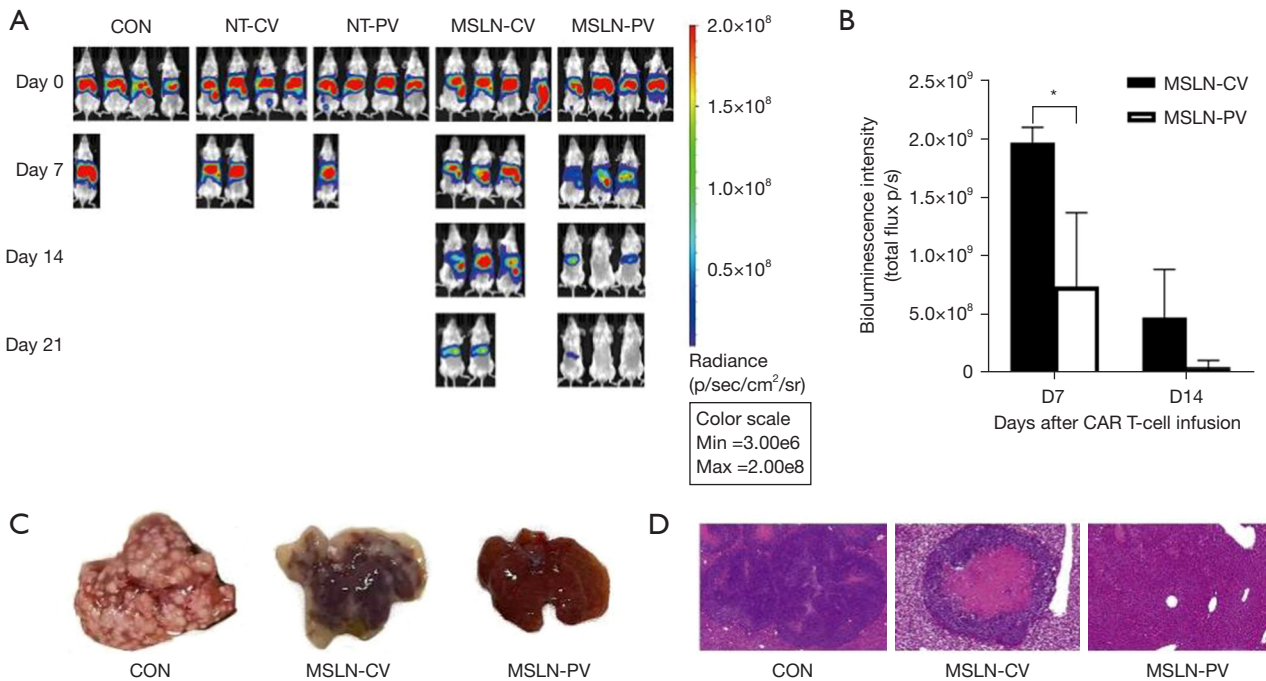 A
CON NT-CV NT-PV MSLN-CV MSLN-PV
Day 0
Day 7
Day 14
Day 21
2.0×10⁸
1.5×10⁸
1.0×10⁸
0.5×10⁸
Radiance
(p/sec/cm²/sr)
Color scale
Min =3.00e6
Max =2.00e8
B
Bioluminescence intensity
(total flux p/s)
2.5×10⁹
2.0×10⁹
1.5×10⁹
1.0×10⁹
5.0×10⁸
0
*
MSLN-CV
MSLN-PV
D7 D14
Days after CAR T-cell infusion
C
CON MSLN-CV MSLN-PV
D
CON MSLN-CV MSLN-PV